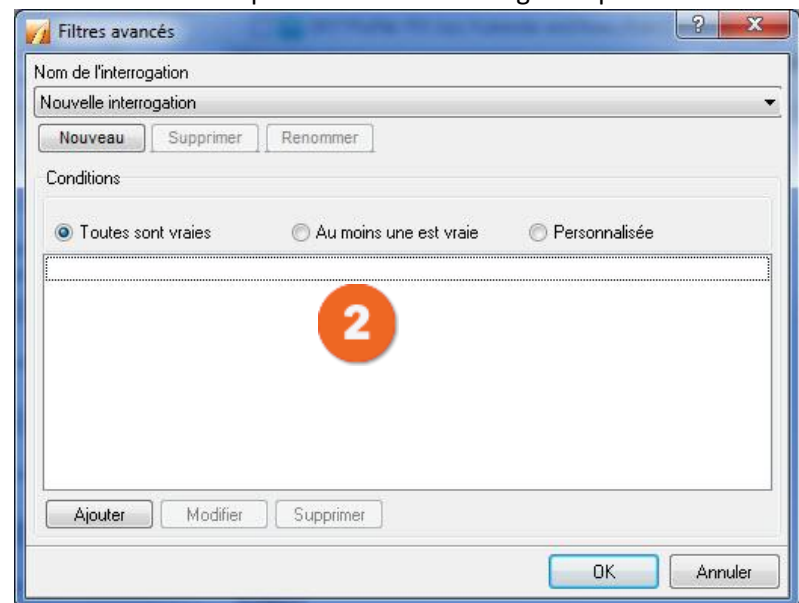 Filtres avancés
Nom de l'interrogation
Nouvelle interrogation
Nouveau Supprimer Renommer
Conditions
Toutes sont vraies Au moins une est vraie Personnalisée
2
Ajouter Modifier Supprimer
OK Annuler